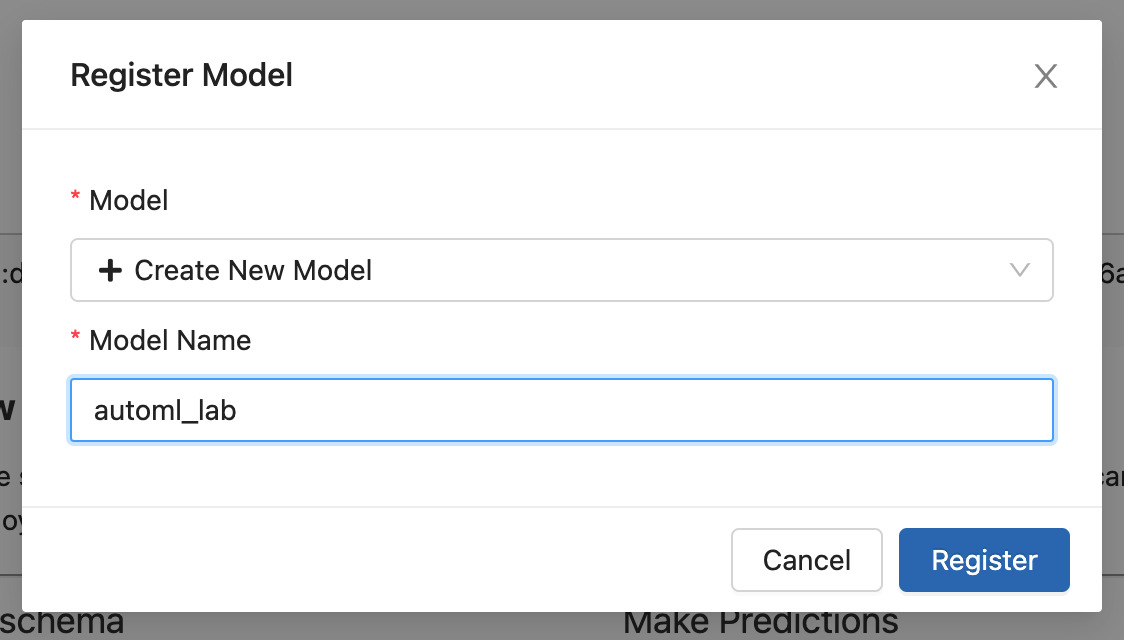 Register Model
* Model
+ Create New Model
* Model Name
automl_lab
Cancel
Register
schema
Make Predictions